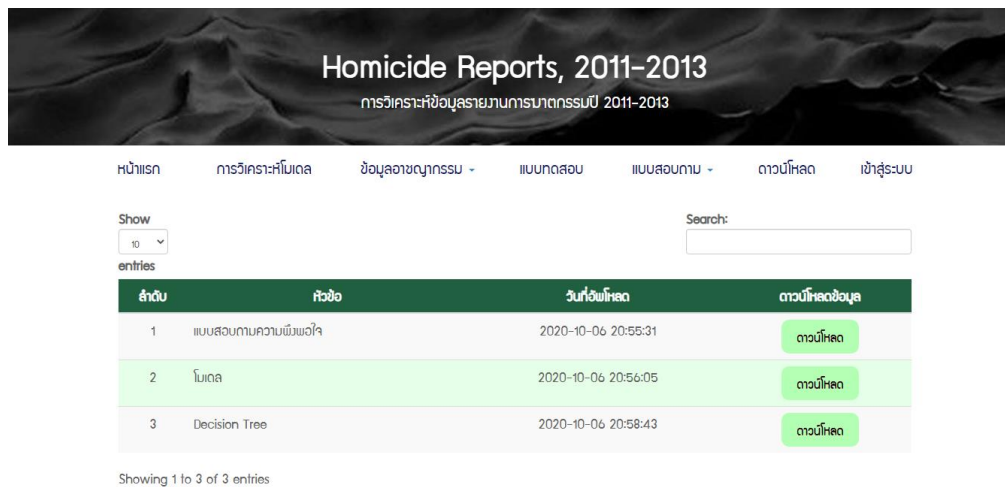 Homicide Reports, 2011-2013
การวิเคราะห์ข้อมูลรายงานการฆาตกรรมปี 2011-2013
หน้าแรก การวิเคราะห์โมเดล ข้อมูลอาชญากรรม แบบทดสอบ แบบสอบถาม ดาวน์โหลด เข้าสู่ระบบ
Show
Search:
10
entries
ลำดับ หัวข้อ วันที่อัพโหลด ดาวน์โหลดข้อมูล
1 แบบสอบถามความพึงพอใจ 2020-10-06 20:55:31 ดาวน์โหลด
2 โมเดล 2020-10-06 20:56:05 ดาวน์โหลด
3 Decision Tree 2020-10-06 20:58:43 ดาวน์โหลด
Showing 1 to 3 of 3 entries